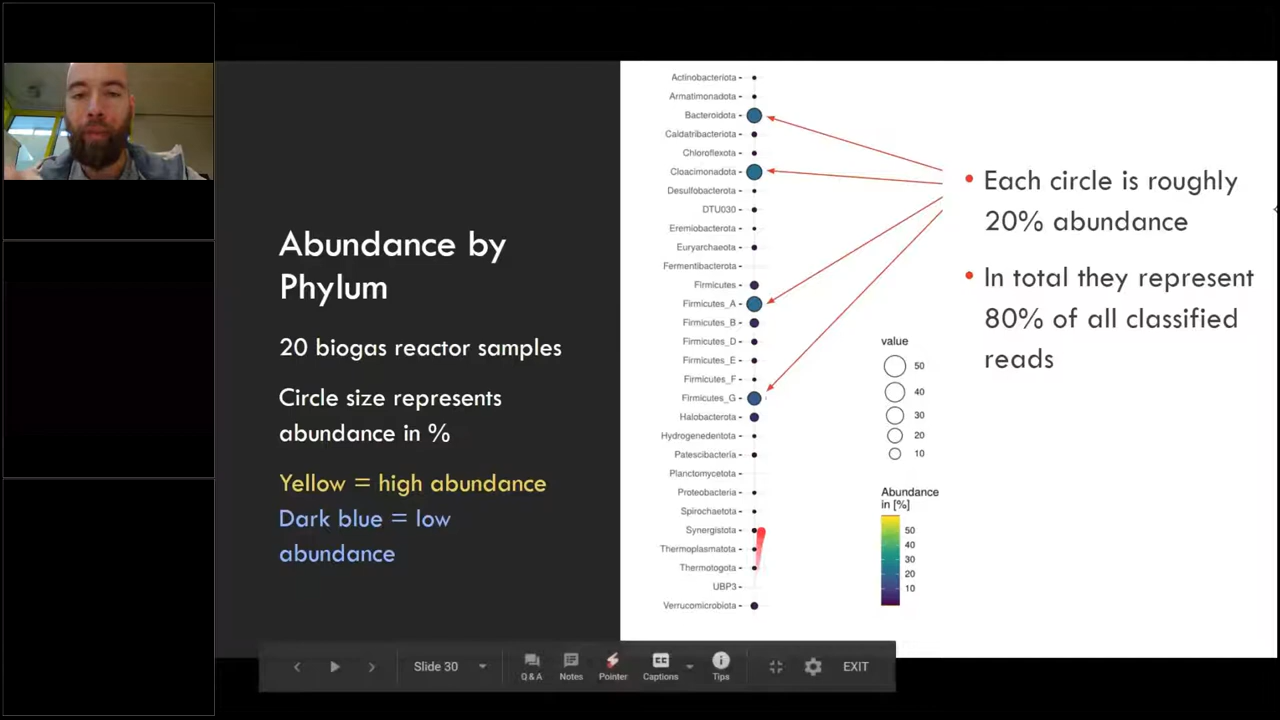 Abundance by
Phylum
20 biogas reactor samples
Circle size represents
abundance in %
Yellow = high abundance
Dark blue = low
abundance
Actinobacteriota
Armatimonadota
Bacteroidota
Caldatribacteriota
Chloroflexota
Cloacimonadota
Desulfobacterota
DTU030
Eremiobacterota
Euryarchaeota
Fermentibacterota
Firmicutes
Firmicutes_A
Firmicutes_B
Firmicutes_D
Firmicutes_E
Firmicutes_F
Firmicutes_G
Halobacterota
Hydrogenedentota
Patescibacteria
Planctomycetota
Proteobacteria
Spirochaetota
Synergistota
Thermoplasmatota
Thermotogota
UBP3
Verrucomicrobiota
value
50
40
30
20
10
Abundance
in [%]
50
40
30
20
10
• Each circle is roughly
20% abundance
• In total they represent
80% of all classified
reads
Slide 30
Q & A
Notes
Pointer
Captions
Tips
EXIT